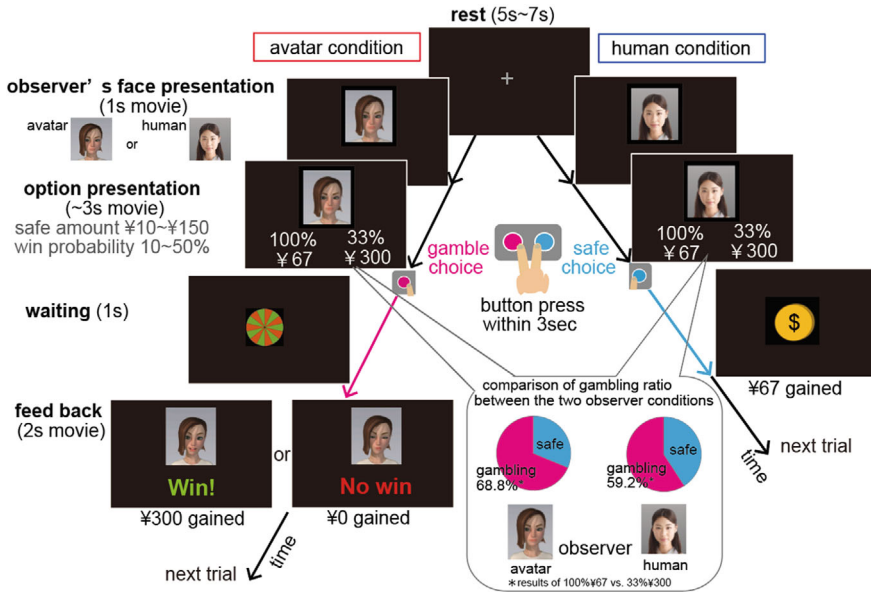 rest (5s~7s)
avatar condition
human condition
observer’ s face presentation
(1s movie)
avatar
human
or
option presentation
(~3s movie)
safe amount ¥10~¥150
win probability 10~50%
100%
¥67
33%
¥300
gamble
choice
safe
choice
button press
within 3sec
100%
¥67
33%
¥300
waiting (1s)
$
¥67 gained
feed back
(2s movie)
Win!
or
No win
¥300 gained
¥0 gained
time
next trial
time
next trial
comparison of gambling ratio
between the two observer conditions
safe
gambling
68.8%*
safe
gambling
59.2%*
avatar
observer
human
*results of 100%¥67 vs. 33%¥300